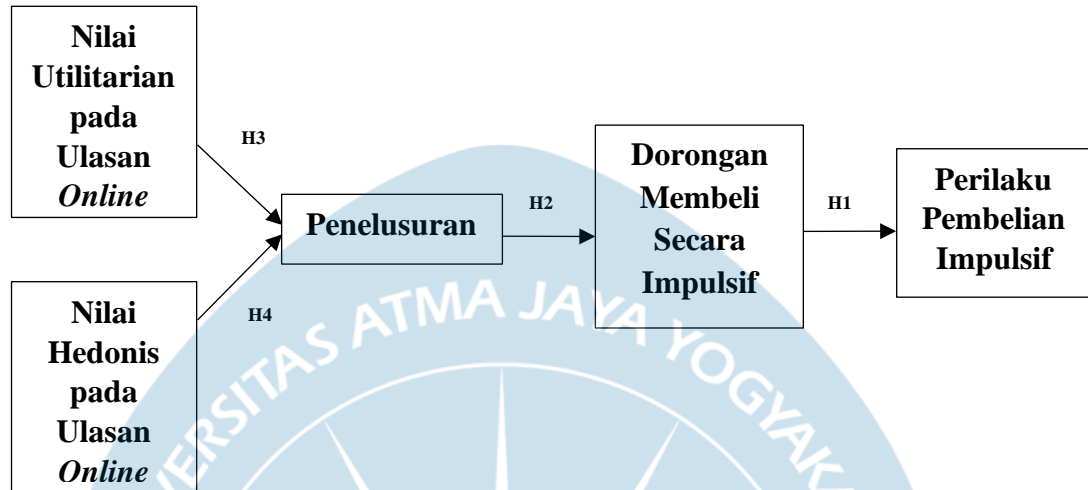 Nilai
Utilitarian
pada
Ulasan
Online
H3
Penelusuran
H2
Dorongan
Membeli
Secara
Impulsif
H1
Perilaku
Pembelian
Impulsif
Nilai
Hedonis
pada
Ulasan
Online
H4
ERSITAS ATMA JAYA YOGYAK